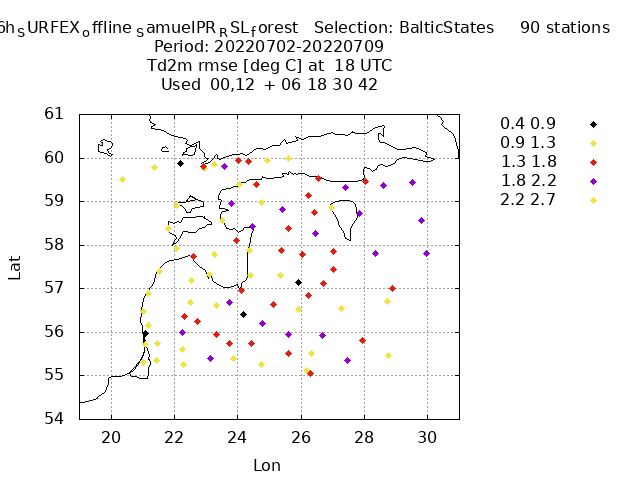 6h_SURFEX_offline_SamuelPR_RSL_forest Selection: BalticStates 90 stations
Period: 20220702-20220709
Td2m rmse [deg C] at 18 UTC
Used 00,12 + 06 18 30 42
61
60
59
58
57
56
55
54
20 22 24 26 28 30
Lat
Lon
0.4 0.9
0.9 1.3
1.3 1.8
1.8 2.2
2.2 2.7